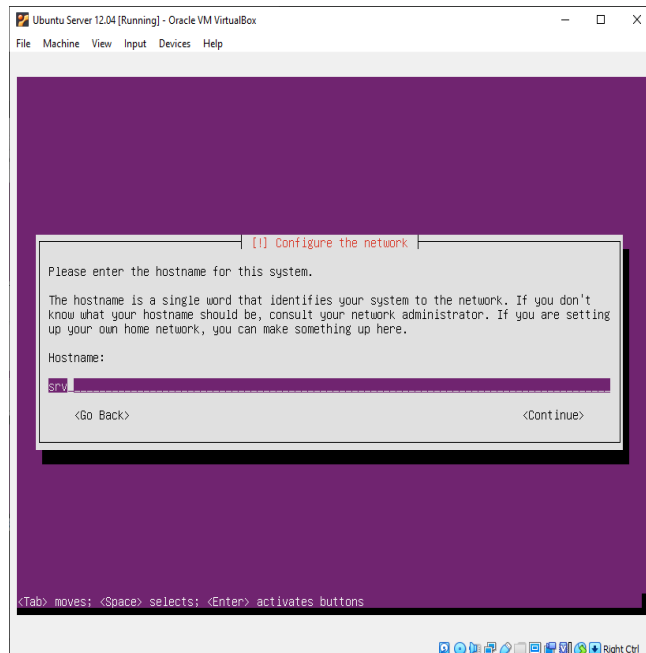 Ubuntu Server 12.04 [Running] - Oracle VM VirtualBox
File Machine View Input Devices Help
[!] Configure the network
Please enter the hostname for this system.
The hostname is a single word that identifies your system to the network. If you don't
know what your hostname should be, consult your network administrator. If you are setting
up your own home network, you can make something up here.
Hostname:
srv
<Go Back> <Continue>
<Tab> moves; <Space> selects; <Enter> activates buttons
Right Ctrl